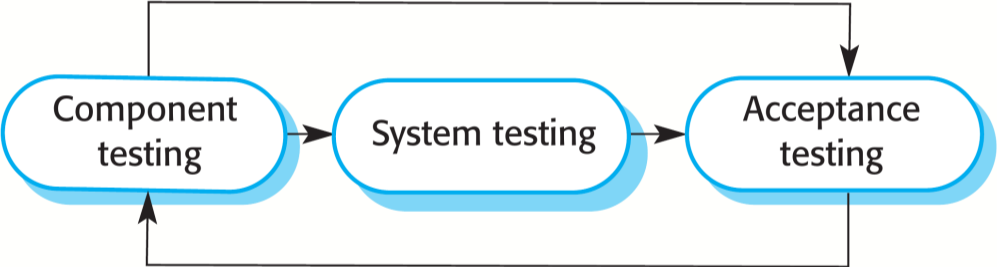 Component
testing
System testing
Acceptance
testing